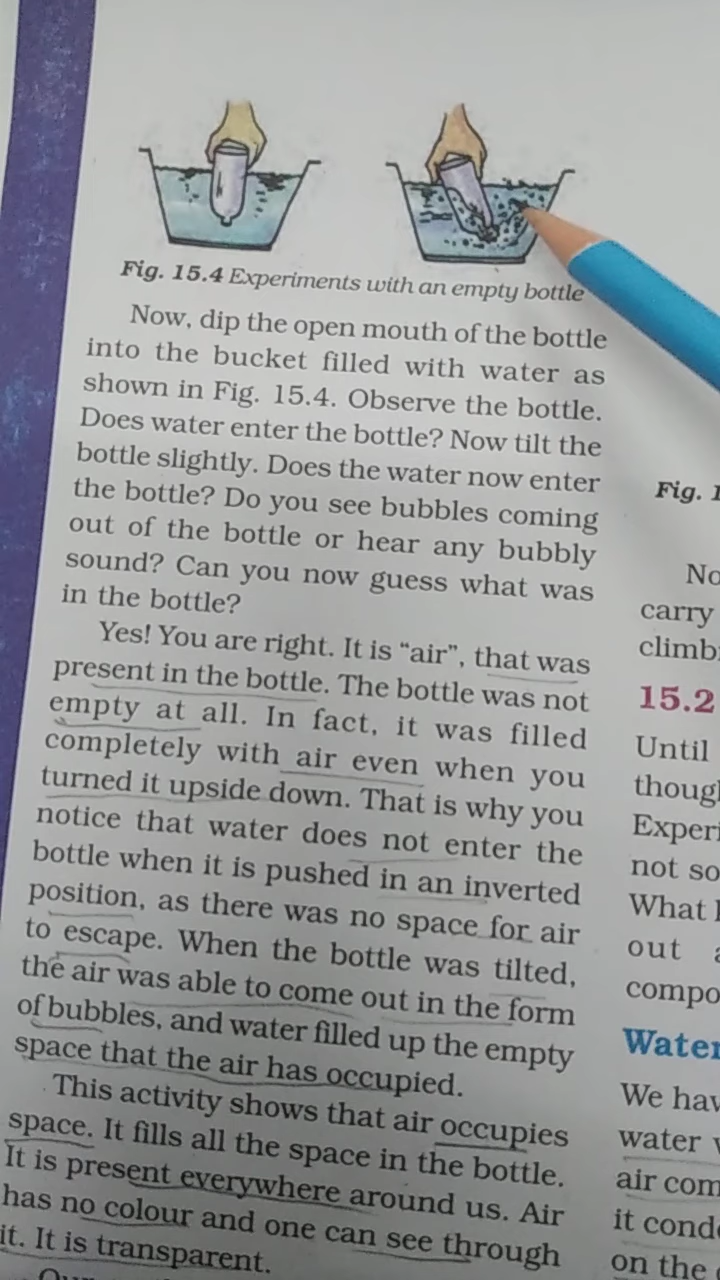 Fig. 15.4 Experiments with an empty bottle
Now, dip the open mouth of the bottle
into the bucket filled with water as
shown in Fig. 15.4. Observe the bottle.
Does water enter the bottle? Now tilt the
bottle slightly. Does the water now enter
the bottle? Do you see bubbles coming
out of the bottle or hear any bubbly
sound? Can you now guess what was
in the bottle?
Yes! You are right. It is “air”, that was
present in the bottle. The bottle was not
empty at all. In fact, it was filled
completely with air even when you
turned it upside down. That is why you
notice that water does not enter the
bottle when it is pushed in an inverted
position, as there was no space for air
to escape. When the bottle was tilted,
the air was able to come out in the form
of bubbles, and water filled up the empty
space that the air has occupied.
This activity shows that air occupies
space. It fills all the space in the bottle.
It is present everywhere around us. Air
has no colour and one can see through
it. It is transparent.
Fig.
carry
15.2
Until
not so
What
out
Water
water
air
it
on the